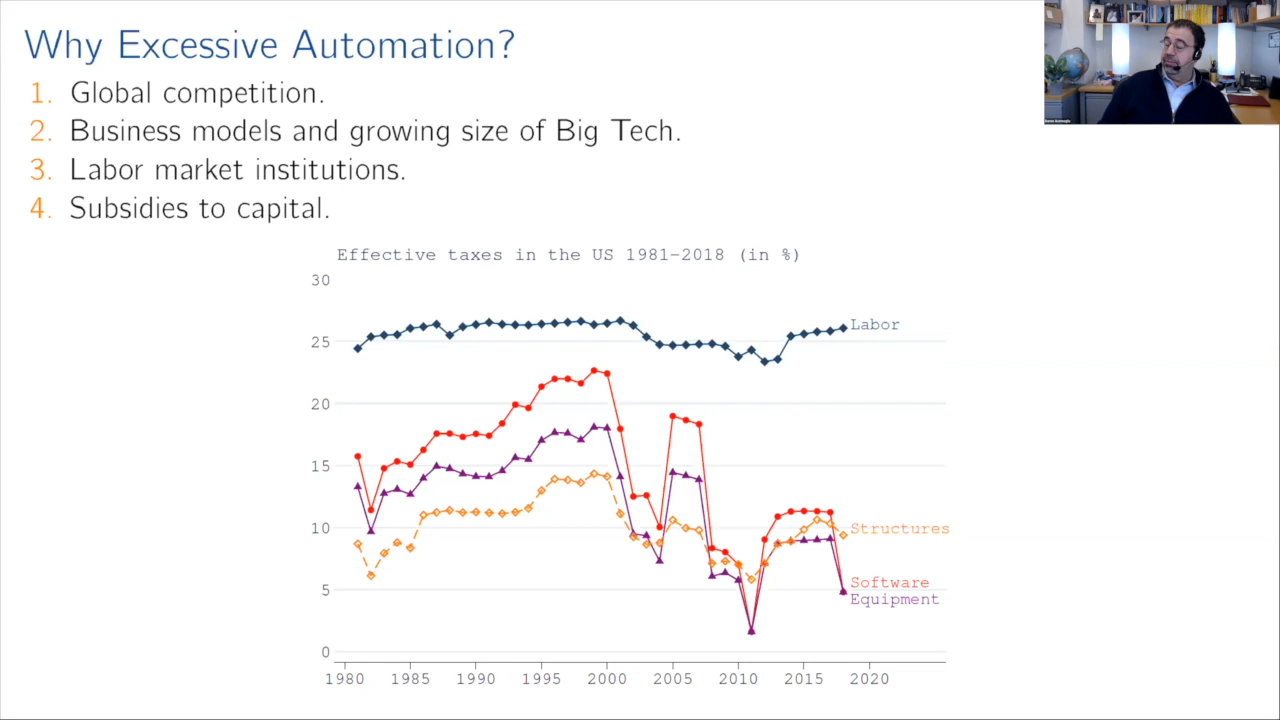 Why Excessive Automation?
1. Global competition.
2. Business models and growing size of Big Tech.
3. Labor market institutions.
4. Subsidies to capital.
Effective taxes in the US 1981–2018 (in %)
30
25
20
15
10
5
0
Labor
Structures
Software
Equipment
1980 1985 1990 1995 2000 2005 2010 2015 2020
Daron Acemoglu